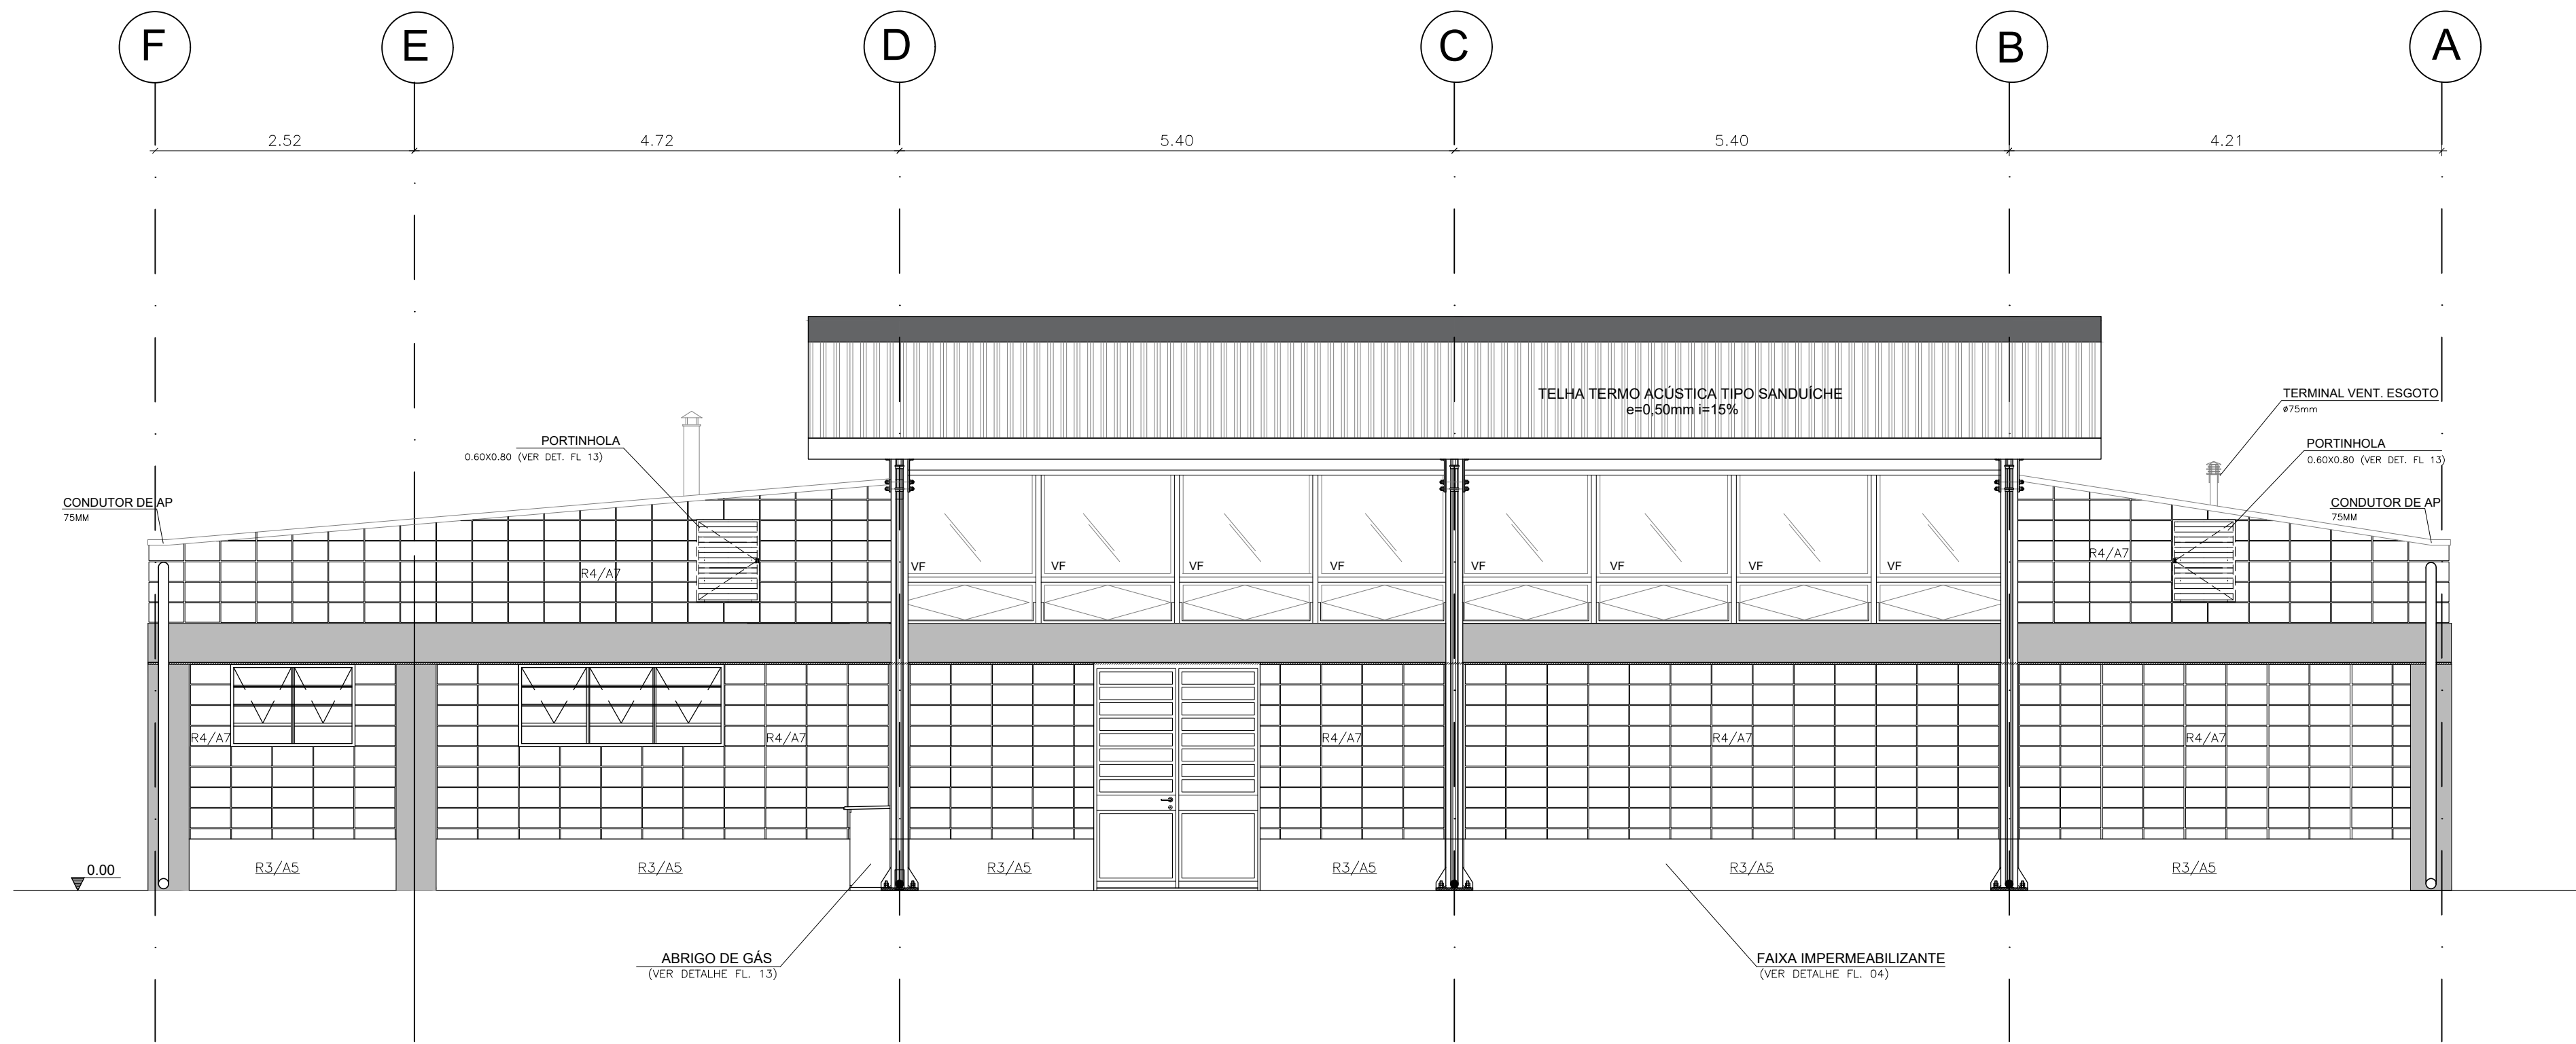 F E D C B A
2.52 4.72 5.40 5.40 4.21
TELHA TERMO ACÚSTICA TIPO SANDUÍCHE
e=0,50mm i=15%
TERMINAL VENT. ESGOTO
ø75mm
PORTINHOLA
0.60X0.80 (VER DET. FL 13)
PORTINHOLA
0.60X0.80 (VER DET. FL 13)
CONDUTOR DE AP
75MM
CONDUTOR DE AP
75MM
R4/A7
R4/A7
VF VF VF VF VF VF VF VF
R4/A7 R4/A7 R4/A7 R4/A7 R4/A7
0.00
R3/A5 R3/A5 R3/A5 R3/A5 R3/A5 R3/A5
ABRIGO DE GÁS
(VER DETALHE FL. 13)
FAIXA IMPERMEABILIZANTE
(VER DETALHE FL. 04)